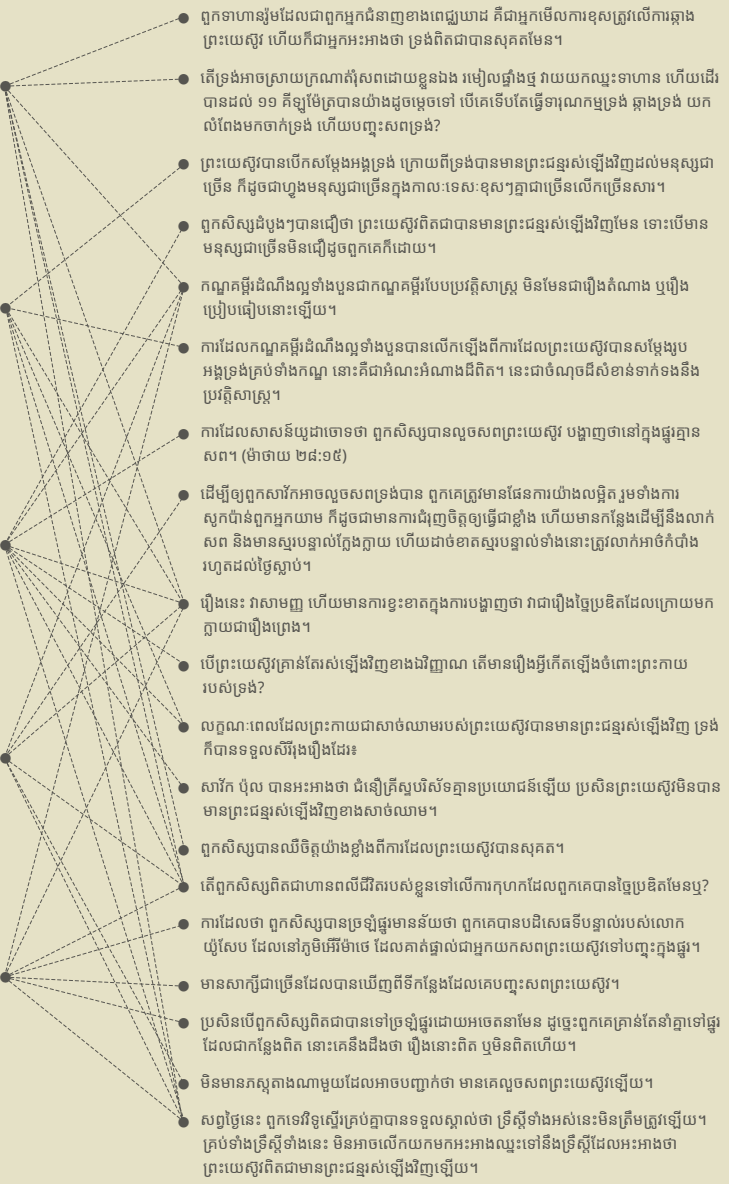 ពួកទាហានរ៉ូមដែលជាពួកអ្នកជំនាញខាងពេជ្ឈឃាដ គឺជាអ្នកមើលការខុសត្រូវលើការឆ្កាង
ព្រះយេស៊ូវ ហើយក៏ជាអ្នកអះអាងថា ទ្រង់ពិតជាបានសុគតមែន។
តើទ្រង់អាចស្រាយក្រណាត់រុំសពដោយខ្លួនឯង រមៀលផ្ទាំងថ្ម វាយយកឈ្នះទាហាន ហើយដើរ
បានដល់ ១១ គីឡូម៉ែត្របានយ៉ាងដូចម្តេចទៅ បើគេទើបតែធ្វើទារុណកម្មទ្រង់ ឆ្កាងទ្រង់ យក
លំពែងមកចាក់ទ្រង់ ហើយបញ្ចុះសពទ្រង់?
ព្រះយេស៊ូវបានបើកសម្តែងអង្គទ្រង់ ក្រោយពីទ្រង់បានមានព្រះជន្មរស់ឡើងវិញដល់មនុស្សជា
ច្រើន ក៏ដូចជាហ្វូងមនុស្សជាច្រើនក្នុងកាលៈទេសៈខុសៗគ្នាជាច្រើនលើកច្រើនសារ។
ពួកសិស្សដំបូងៗបានជឿថា ព្រះយេស៊ូវពិតជាបានមានព្រះជន្មរស់ឡើងវិញមែន ទោះបើមាន
មនុស្សជាច្រើនមិនជឿដូចពួកគេក៏ដោយ។
កណ្ឌគម្ពីរដំណឹងល្អទាំងបួនជាកណ្ឌគម្ពីរបែបប្រវត្តិសាស្ត្រ មិនមែនជារឿងតំណាង ឬរឿង
ប្រៀបធៀបនោះឡើយ។
ការដែលកណ្ឌគម្ពីរដំណឹងល្អទាំងបួនបានលើកឡើងពីការដែលព្រះយេស៊ូវបានសម្តែងរូប
អង្គទ្រង់គ្រប់ទាំងកណ្ឌ នោះគឺជាអំណះអំណាងដ៏ពិត។ នេះជាចំណុចដ៏សំខាន់ទាក់ទងនឹង
ប្រវត្តិសាស្ត្រ។
ការដែលសាសន៍យូដាចោទថា ពួកសិស្សបានលួចសពព្រះយេស៊ូវ បង្ហាញថានៅក្នុងផ្នូរគ្មាន
សព។ (ម៉ាថាយ ២៨:១៥)
ដើម្បីឲ្យពួកសាវ័កអាចលួចសពទ្រង់បាន ពួកគេត្រូវមានផែនការយ៉ាងលម្អិត រួមទាំងការ
សូកប៉ាន់ពួកអ្នកយាម ក៏ដូចជាមានការជំរុញចិត្តឲ្យធ្វើជាខ្លាំង ហើយមានកន្លែងដើម្បីនឹងលាក់
សព និងមានស្មរបន្ទាល់ក្លែងក្លាយ ហើយដាច់ខាតស្មរបន្ទាល់ទាំងនោះត្រូវលាក់អាថ៌កំបាំង
រហូតដល់ថ្ងៃស្លាប់។
រឿងនេះ វាសាមញ្ញ ហើយមានការខ្វះខាតក្នុងការបង្ហាញថា វាជារឿងច្នៃប្រឌិតដែលក្រោយមក
ក្លាយជារឿងព្រេង។
បើព្រះយេស៊ូវគ្រាន់តែរស់ឡើងវិញខាងឯវិញ្ញាណ តើមានរឿងអ្វីកើតឡើងចំពោះព្រះកាយ
របស់ទ្រង់?
លក្ខណៈពេលដែលព្រះកាយជាសាច់ឈាមរបស់ព្រះយេស៊ូវបានមានព្រះជន្មរស់ឡើងវិញ ទ្រង់
ក៏បានទទួលសិរីរុងរឿងដែរ៖
សាវ័ក ប៉ុល បានអះអាងថា ជំនឿគ្រីស្ទបរិស័ទគ្មានប្រយោជន៍ឡើយ ប្រសិនព្រះយេស៊ូវមិនបាន
មានព្រះជន្មរស់ឡើងវិញខាងសាច់ឈាម។
ពួកសិស្សបានឈឺចិត្តយ៉ាងខ្លាំងពីការដែលព្រះយេស៊ូវបានសុគត។
តើពួកសិស្សពិតជាហានពលីជីវិតរបស់ខ្លួនទៅលើការកុហកដែលពួកគេបានច្នៃប្រឌិតមែនឬ?
ការដែលថា ពួកសិស្សបានច្រឡំផ្នូរមានន័យថា ពួកគេបានបដិសេធទីបន្ទាល់របស់លោក
យ៉ូសែប ដែលនៅភូមិអើរីម៉ាថេ ដែលគាត់ផ្ទាល់ជាអ្នកយកសពព្រះយេស៊ូវទៅបញ្ចុះក្នុងផ្នូរ។
មានសាក្សីជាច្រើនដែលបានឃើញពីទីកន្លែងដែលគេបញ្ចុះសពព្រះយេស៊ូវ។
ប្រសិនបើពួកសិស្សពិតជាបានទៅច្រឡំផ្នូរដោយអចេតនាមែន ដូច្នេះពួកគេគ្រាន់តែនាំគ្នាទៅផ្នូរ
ដែលជាកន្លែងពិត នោះគេនឹងដឹងថា រឿងនោះពិត ឬមិនពិតហើយ។
មិនមានភស្តុតាងណាមួយដែលអាចបញ្ជាក់ថា មានគេលួចសពព្រះយេស៊ូវឡើយ។
សព្វថ្ងៃនេះ ពួកទេវវិទូស្ទើរគ្រប់គ្នាបានទទួលស្គាល់ថា ទ្រឹស្តីទាំងអស់នេះមិនត្រឹមត្រូវឡើយ។
គ្រប់ទាំងទ្រឹស្តីទាំងនេះ មិនអាចលើកយកមកអះអាងឈ្នះទៅនឹងទ្រឹស្តីដែលអះអាងថា
ព្រះយេស៊ូវពិតជាមានព្រះជន្មរស់ឡើងវិញឡើយ។